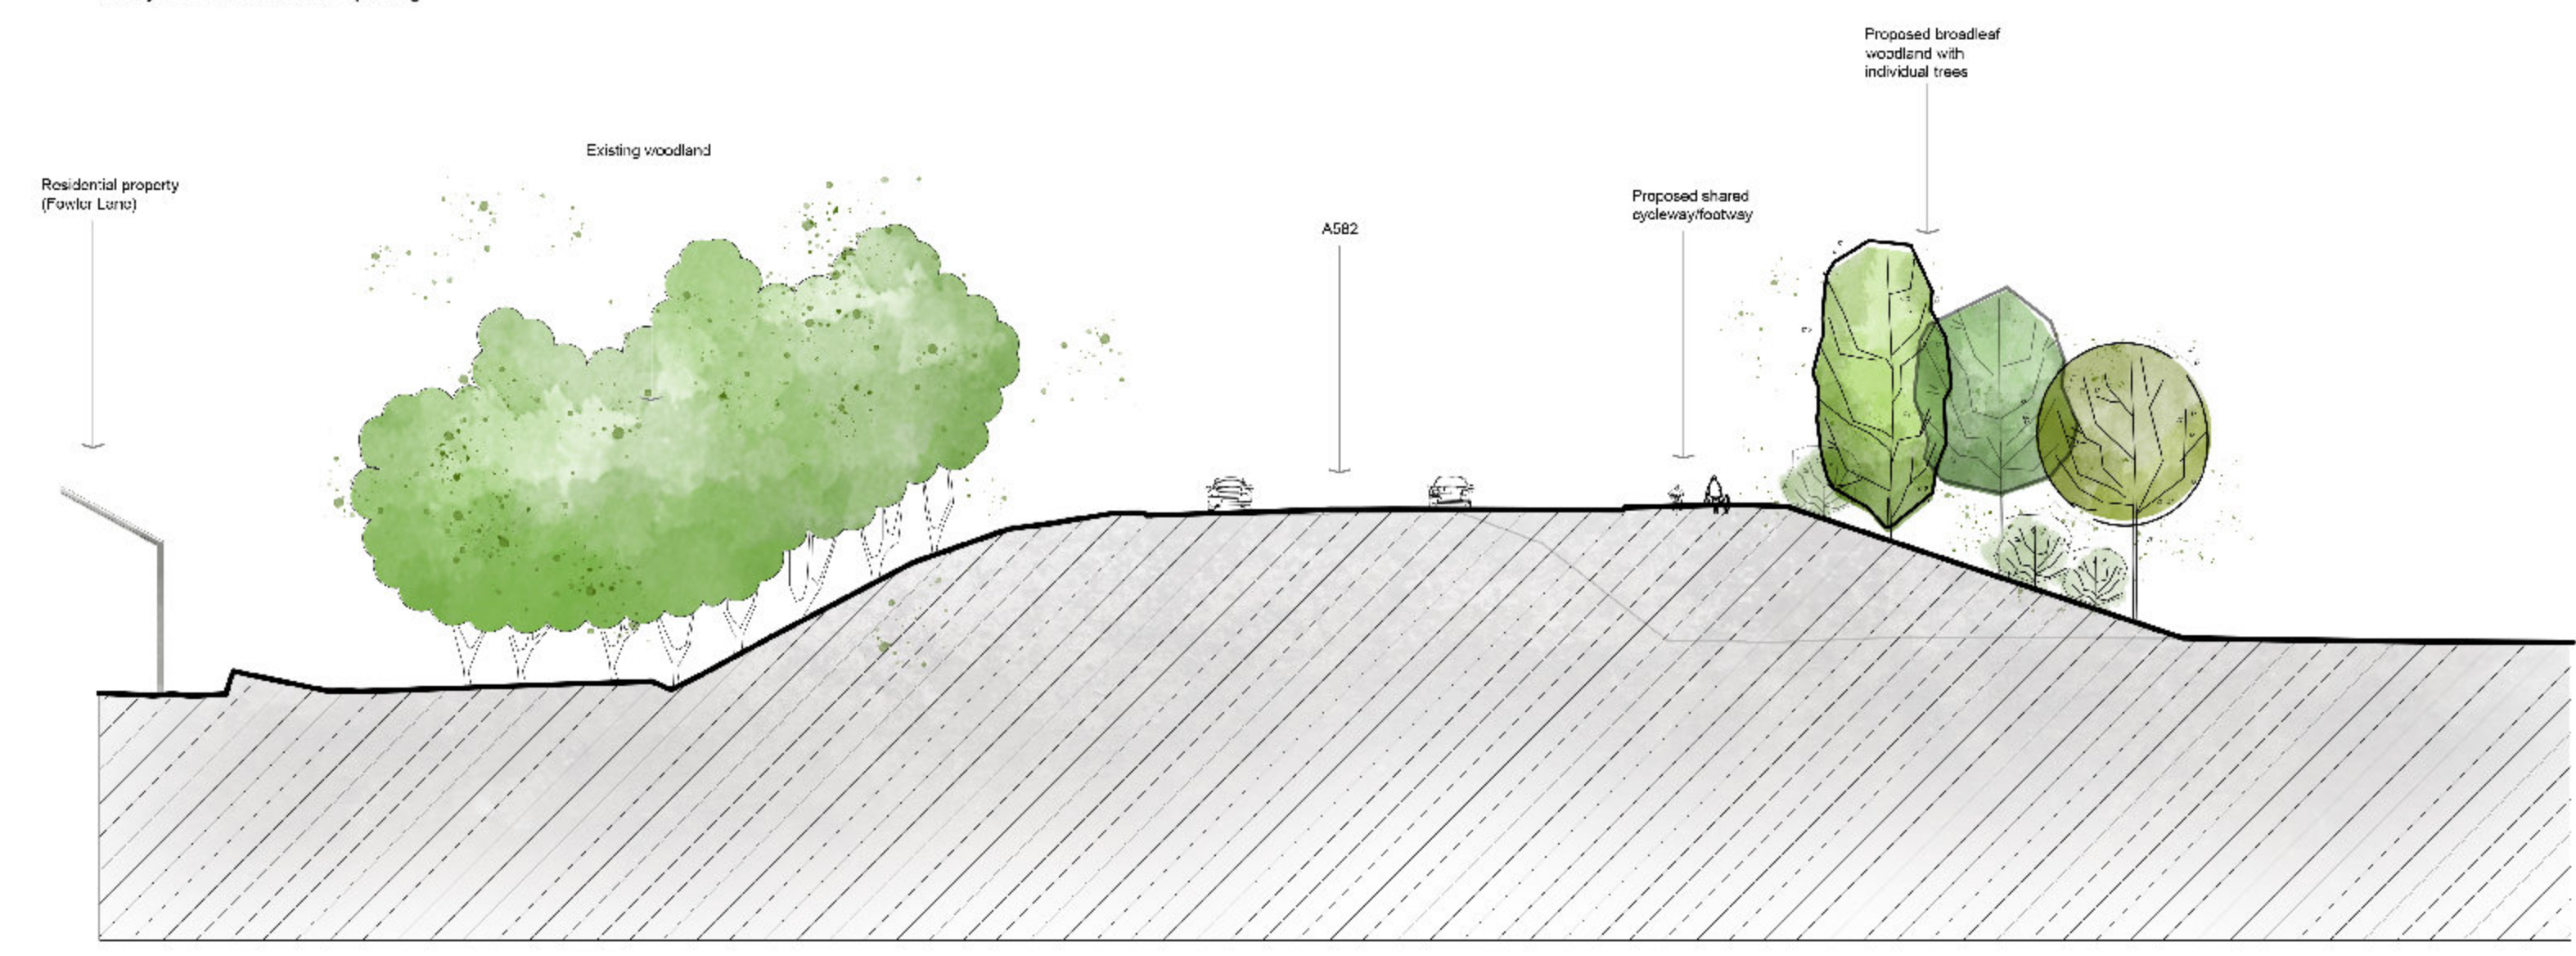 Residential property
(Fowler Lane)
Existing woodland
A582
Proposed shared
cycleway/footway
Proposed broadleaf
woodland with
individual trees